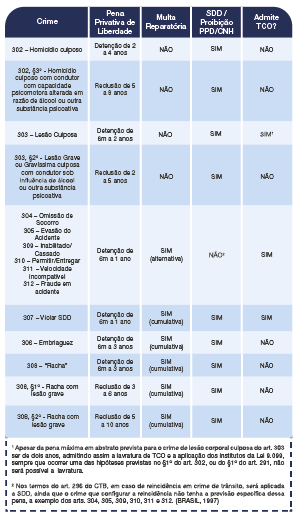 Crime
Pena
Privativa de
Liberdade
Multa
Reparatória
SDD /
Proibição
PPD/CNH
Admite
TCO?
302 – Homicídio culposo
Detenção de 2
a 4 anos
NÃO
SIM
NÃO
302, §3º - Homicídio
culposo com condutor
com capacidade
psicomotora alterada em
razão de álcool ou outra
substância psicoativa
Reclusão de 5
a 8 anos
NÃO
SIM
NÃO
303 – Lesão Culposa
Detenção de
6m a 2 anos
NÃO
SIM
SIM¹
303, §2º - Lesão Grave
ou Gravíssima culposa
com condutor sob
influência de álcool
ou outra substância
psicoativa
Reclusão de 2
a 5 anos
NÃO
SIM
NÃO
304 – Omissão de
Socorro
305 – Evasão do
Acidente
309 – Inabilitado/
Cassado
310 – Permitir/Entregar
311 – Velocidade
Incompatível
312 – Fraude em
acidente
Detenção de
6m a 1 ano
SIM
(alternativa)
NÃO²
SIM
307 – Violar SDD
Detenção de
6m a 1 ano
SIM
(cumulativa)
SIM
SIM
306 – Embriaguez
Detenção de
6m a 3 anos
SIM
(cumulativa)
SIM
NÃO
308 – "Racha"
Detenção de
6m a 3 anos
SIM
(cumulativa)
SIM
NÃO
308, §1º - Racha com
lesão grave
Reclusão de 3
a 6 anos
SIM
(cumulativa)
SIM
NÃO
308, §2º - Racha com
lesão grave
Reclusão de 5
a 10 anos
SIM
(cumulativa)
SIM
NÃO
¹ Apesar da pena máxima em abstrato prevista para o crime de lesão corporal culposa do art. 303
ser de dois anos, admitindo assim a lavratura de TCO e a aplicação dos institutos da Lei 9.099,
sempre que ocorrer uma das hipóteses previstas no §1º do art. 302, ou do §1º do art. 291, não
será possível a lavratura.
² Nos termos do art. 296 do CTB, em caso de reincidência em crime de trânsito, será aplicada
a SDD, ainda que o crime que configurar a reincidência não tenha a previsão específica dessa
pena, a exemplo dos arts. 304, 305, 309, 310, 311 e 312. (BRASIL, 1997)